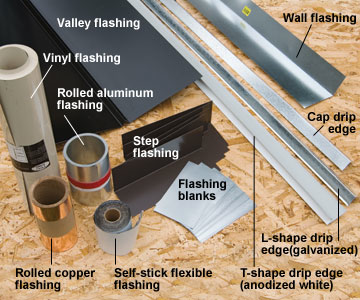 Valley flashing
Wall flashing
Vinyl flashing
Rolled aluminum
flashing
Cap drip
edge
Step
flashing
Flashing
blanks
L-shape drip
edge(galvanized)
Rolled copper
flashing
Self-stick flexible
flashing
T-shape drip edge
(anodized white)